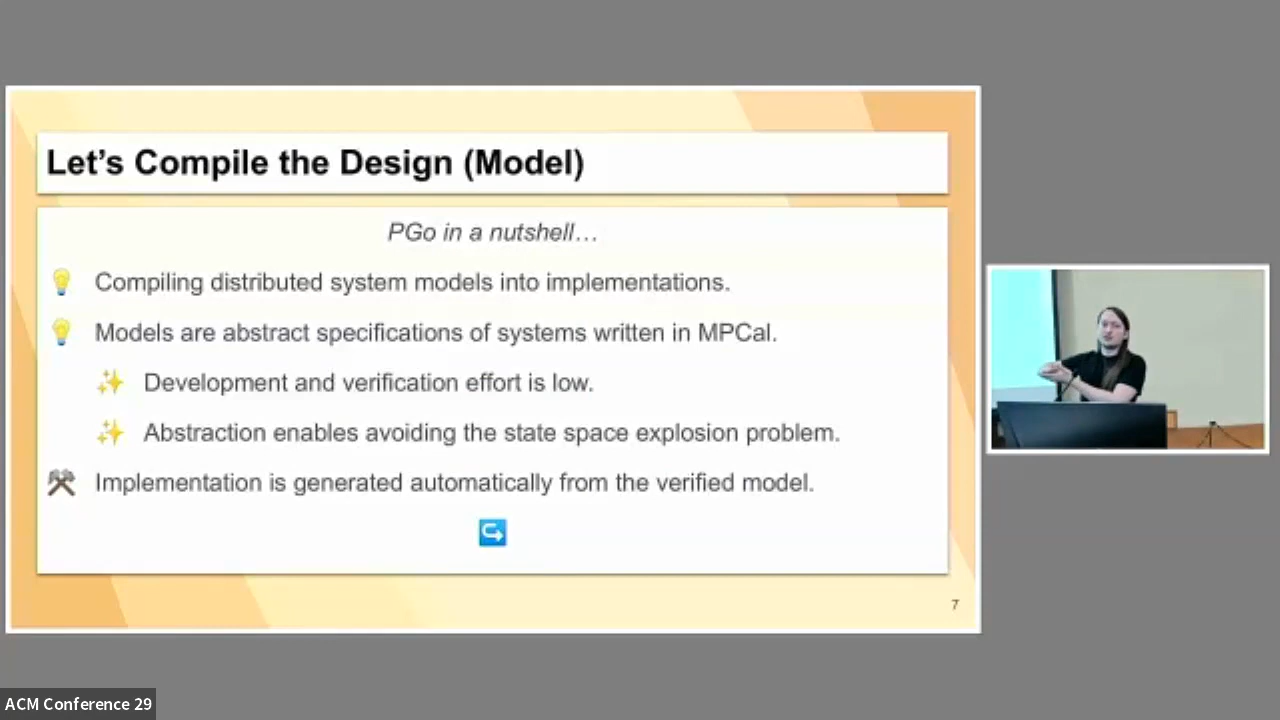 Let's Compile the Design (Model)
PGo in a nutshell…
Compiling distributed system models into implementations.
Models are abstract specifications of systems written in MPCal.
Development and verification effort is low.
Abstraction enables avoiding the state space explosion problem.
Implementation is generated automatically from the verified model.
7
ACM Conference 29